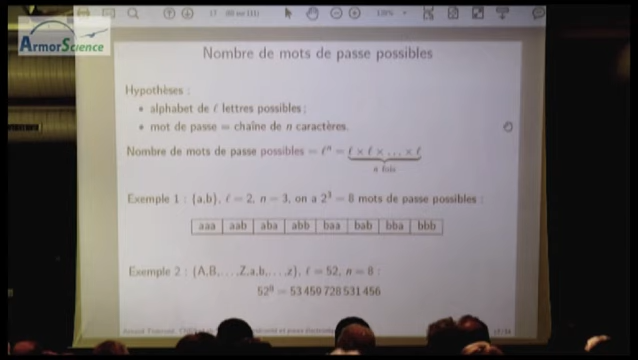 ArmorScience
17
Nombre de mots de passe possibles
Hypothèses :
• alphabet de ℓ lettres possibles ;
• mot de passe = chaîne de n caractères.
Nombre de mots de passe possibles = ℓⁿ = ℓ × ℓ × ... × ℓ
n fois
Exemple 1 : {a,b}, ℓ = 2, n = 3, on a 2³ = 8 mots de passe possibles :
aaa aab aba abb baa bab bba bbb
Exemple 2 : {A,B,...,Z,a,b,...,z}, ℓ = 52, n = 8 :
52⁸ = 53 459 728 531 456